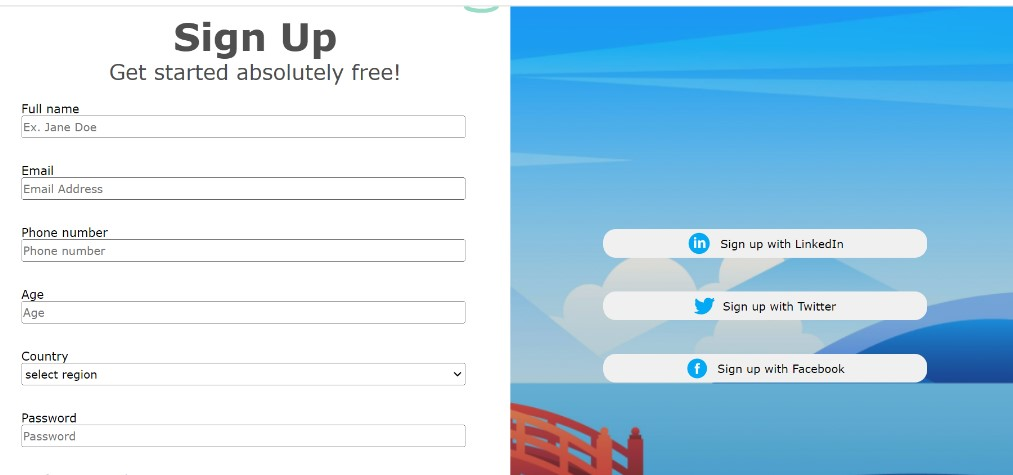 Sign Up
Get started absolutely free!
Full name
Ex. Jane Doe
Email
Email Address
Phone number
Phone number
Age
Age
Country
select region
Password
Password
in Sign up with LinkedIn
Sign up with Twitter
f Sign up with Facebook